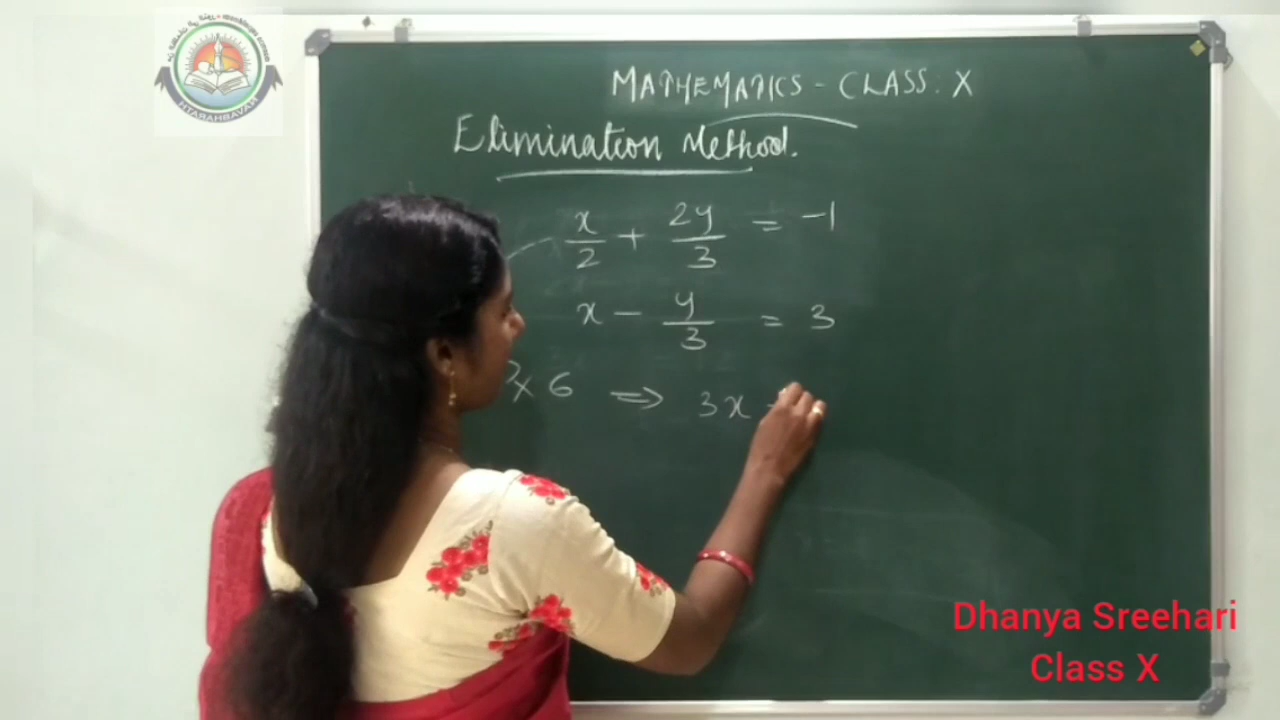 MATHEMATICS - CLASS: X
Elimination Method.
x/2 + 2y/3 = -1
x - y/3 = 3
) × 6 ⇒ 3x
Dhanya Sreehari
Class X